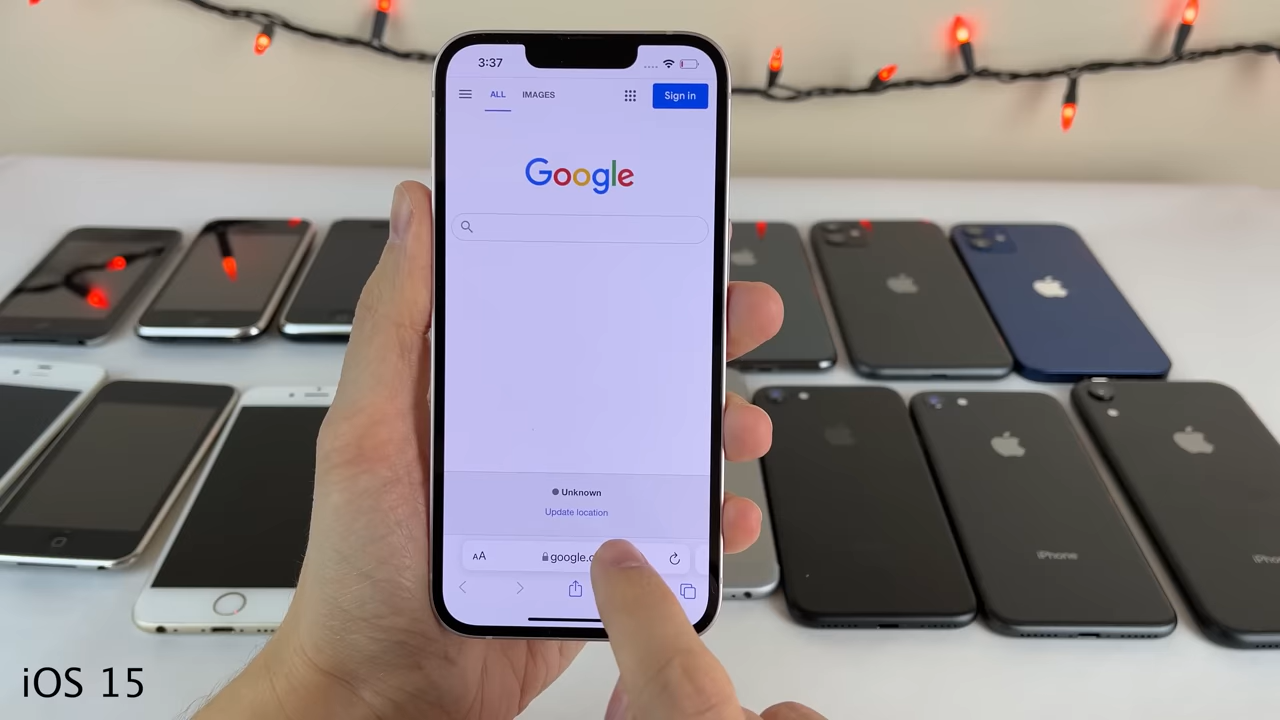 3:37
ALL IMAGES
Sign in
Google
Unknown
Update location
AA google.c
iPhone
iOS 15